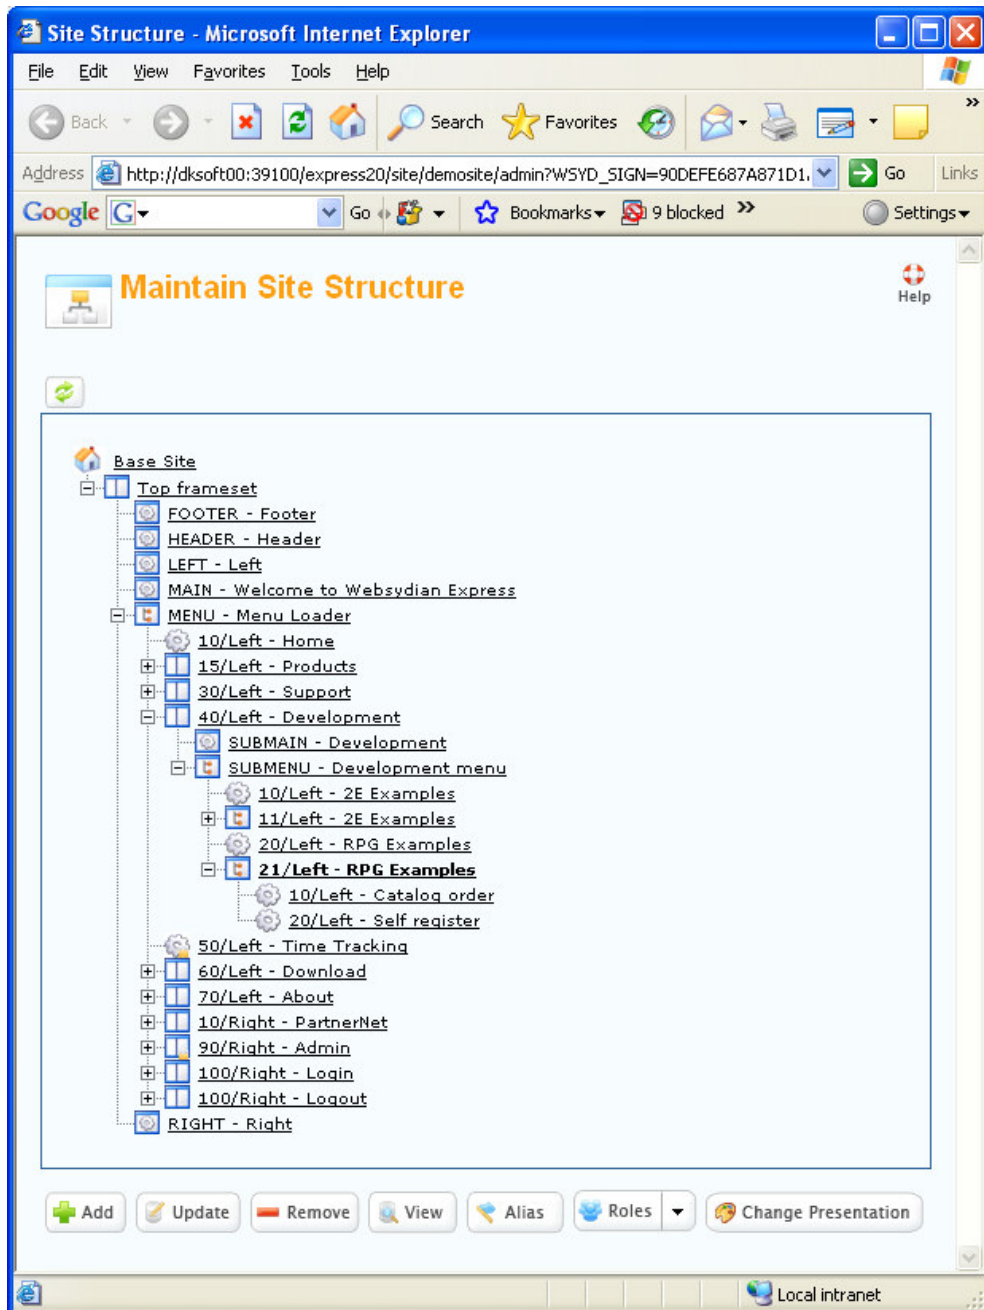 Site Structure - Microsoft Internet Explorer
File Edit View Favorites Tools Help
Back Search Favorites »
Address http://dksoft00:39100/express20/site/demosite/admin?WSYD_SIGN=90DEFE687A871D1 Go Links
Google G Go Bookmarks 9 blocked » Settings
Maintain Site Structure
Help
Base Site
Top frameset
FOOTER - Footer
HEADER - Header
LEFT - Left
MAIN - Welcome to Websydian Express
MENU - Menu Loader
10/Left - Home
15/Left - Products
30/Left - Support
40/Left - Development
SUBMAIN - Development
SUBMENU - Development menu
10/Left - 2E Examples
11/Left - 2E Examples
20/Left - RPG Examples
21/Left - RPG Examples
10/Left - Catalog order
20/Left - Self register
50/Left - Time Tracking
60/Left - Download
70/Left - About
10/Right - PartnerNet
90/Right - Admin
100/Right - Login
100/Right - Logout
RIGHT - Right
Add Update Remove View Alias Roles Change Presentation
Local intranet